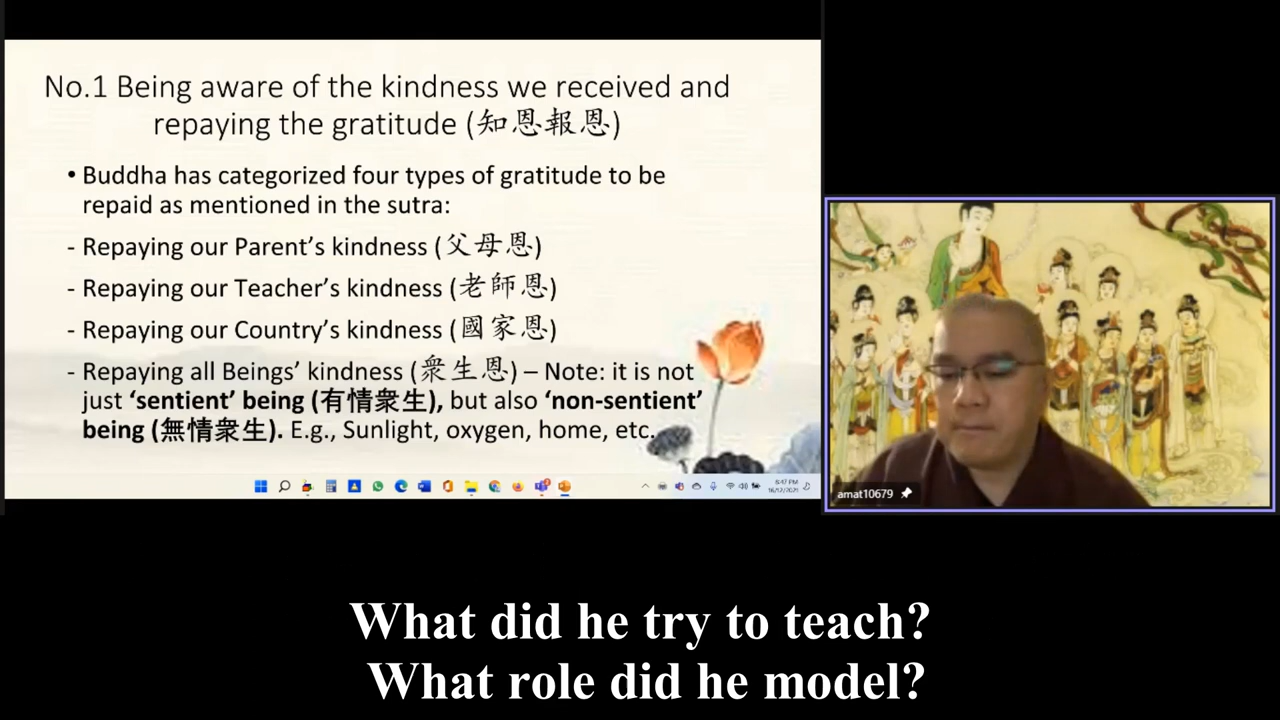 No.1 Being aware of the kindness we received and
repaying the gratitude (知恩報恩)
• Buddha has categorized four types of gratitude to be
repaid as mentioned in the sutra:
- Repaying our Parent’s kindness (父母恩)
- Repaying our Teacher’s kindness (老師恩)
- Repaying our Country’s kindness (國家恩)
- Repaying all Beings’ kindness (衆生恩) – Note: it is not
just ‘sentient’ being (有情衆生), but also ‘non-sentient’
being (無情衆生). E.g., Sunlight, oxygen, home, etc.
amat10679
What did he try to teach?
What role did he model?